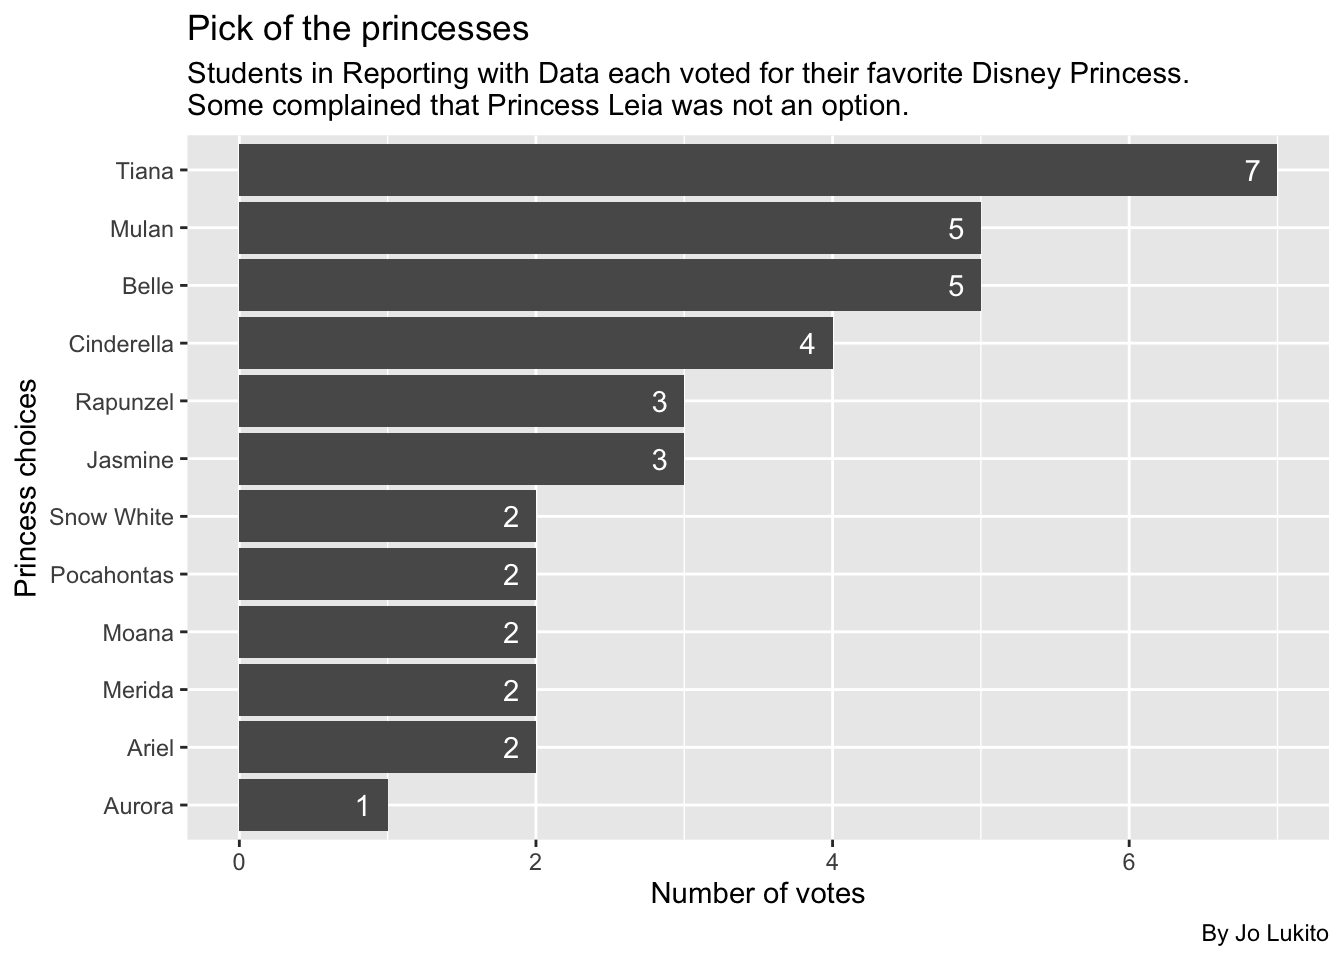 Pick of the princesses
Students in Reporting with Data each voted for their favorite Disney Princess.
Some complained that Princess Leia was not an option.
Princess choices
Tiana 7
Mulan 5
Belle 5
Cinderella 4
Rapunzel 3
Jasmine 3
Snow White 2
Pocahontas 2
Moana 2
Merida 2
Ariel 2
Aurora 1
0 2 4 6
Number of votes
By Jo Lukito